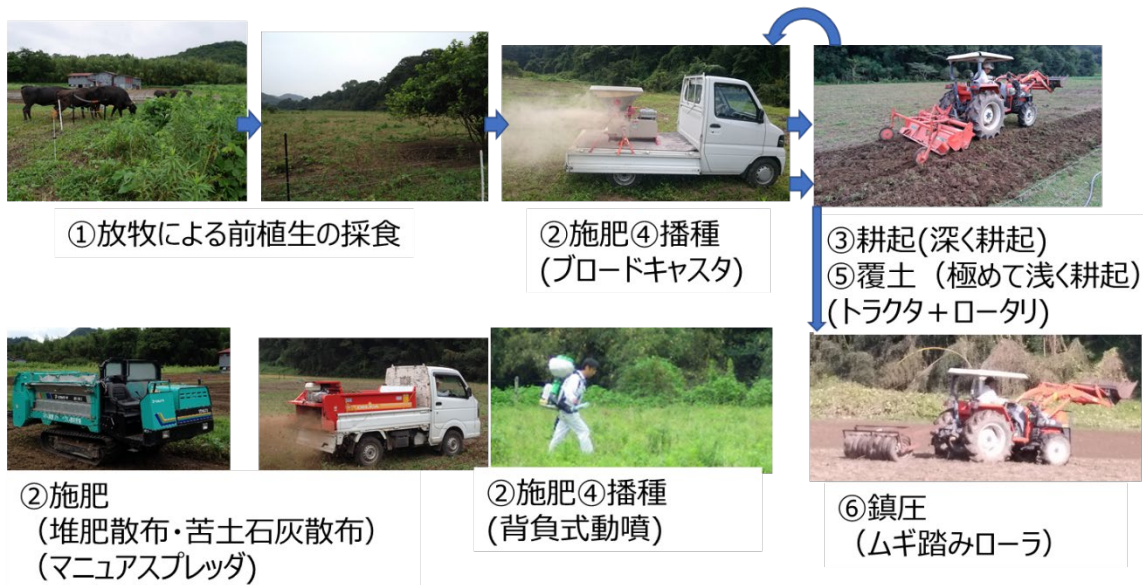 ①放牧による前植生の採食
②施肥④播種
(ブロードキャスタ)
③耕起(深く耕起)
⑤覆土（極めて浅く耕起）
(トラクタ＋ロータリ)
②施肥
（堆肥散布・苦土石灰散布）
（マニュアスプレッダ)
②施肥④播種
(背負式動噴)
⑥鎮圧
（ムギ踏みローラ）